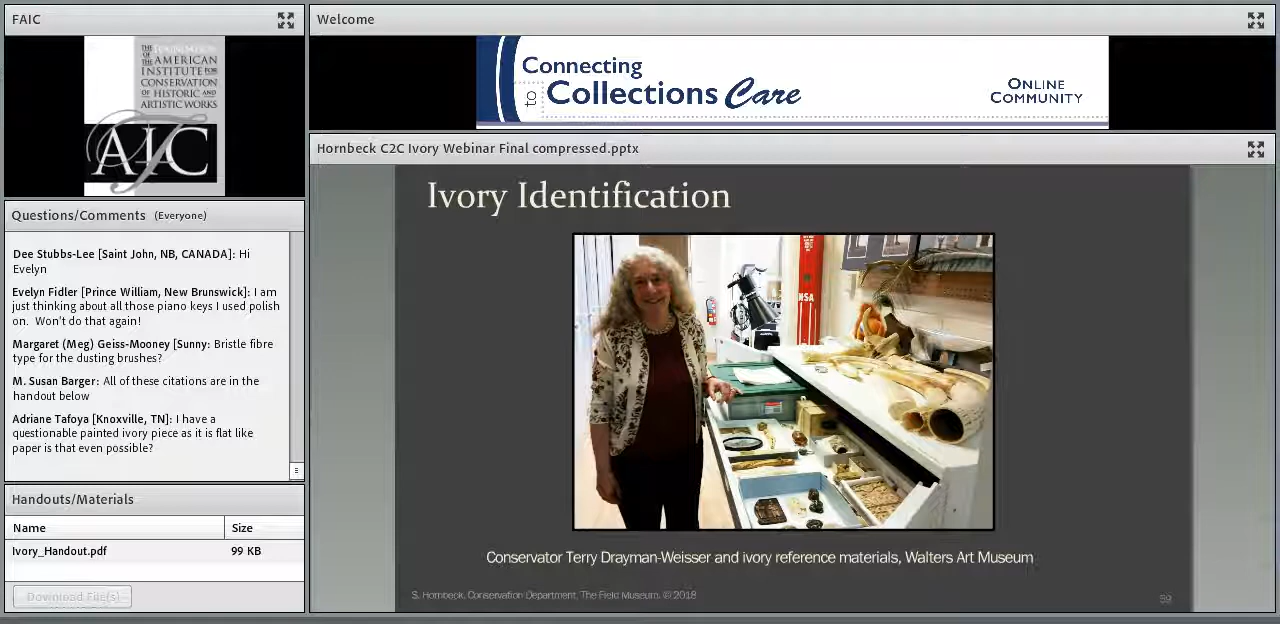 FAIC
THE FOUNDATION
OF THE AMERICAN
INSTITUTE FOR
CONSERVATION
OF HISTORIC AND
ARTISTIC WORKS
AIC
Welcome
Connecting
to Collections Care
ONLINE
COMMUNITY
Questions/Comments (Everyone)
Dee Stubbs-Lee [Saint John, NB, CANADA]: Hi
Evelyn
Evelyn Fidler [Prince William, New Brunswick]: I am
just thinking about all those piano keys I used polish
on. Won't do that again!
Margaret (Meg) Geiss-Mooney [Sunny: Bristle fibre
type for the dusting brushes?
M. Susan Barger: All of these citations are in the
handout below
Adriane Tafoya [Knoxville, TN]: I have a
questionable painted ivory piece as it is flat like
paper is that even possible?
Handouts/Materials
Name Size
Ivory_Handout.pdf 99 KB
Download File(s)
Hornbeck C2C Ivory Webinar Final compressed.pptx
Ivory Identification
NSA
Conservator Terry Drayman-Weisser and ivory reference materials, Walters Art Museum
S. Hornbeck, Conservation Department, The Field Museum, © 2018
59